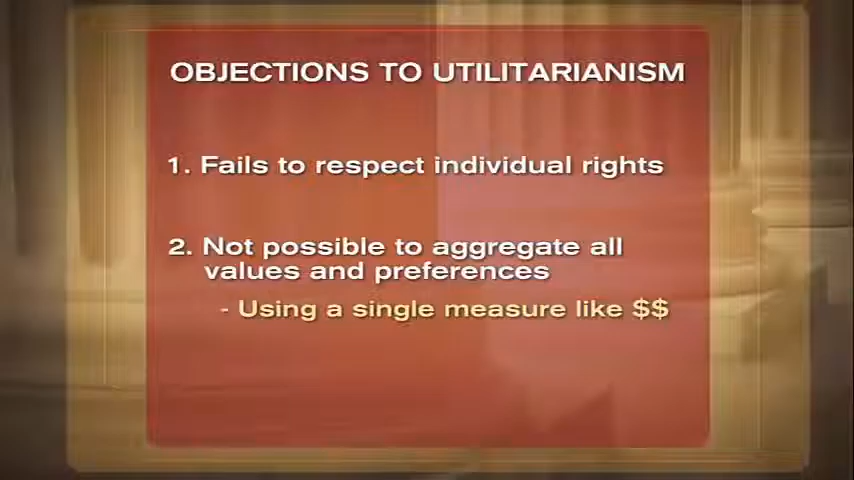 OBJECTIONS TO UTILITARIANISM
1. Fails to respect individual rights
2. Not possible to aggregate all
values and preferences
- Using a single measure like $$